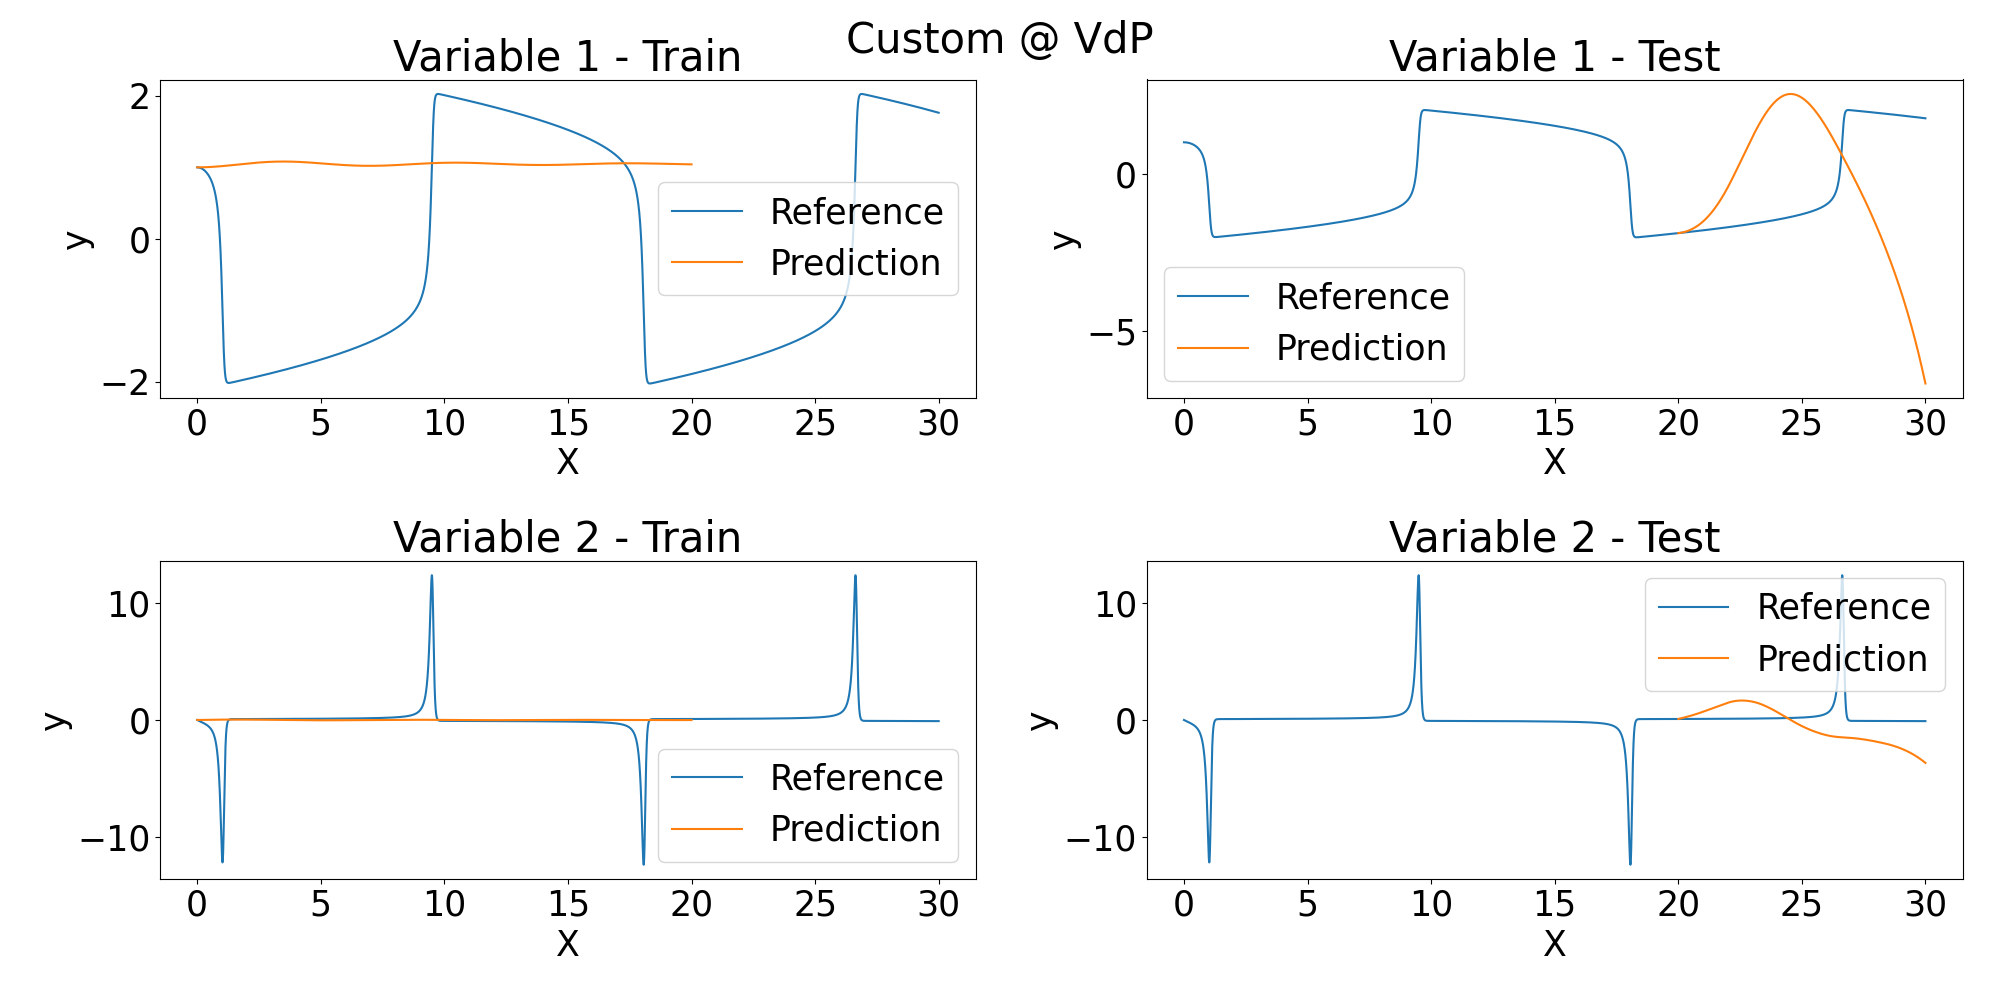 Custom @ VdP
Variable 1 - Train
2
0
−2
y
Reference
Prediction
0 5 10 15 20 25 30
X
Variable 1 - Test
0
−5
y
Reference
Prediction
0 5 10 15 20 25 30
X
Variable 2 - Train
10
0
−10
y
Reference
Prediction
0 5 10 15 20 25 30
X
Variable 2 - Test
10
0
−10
y
Reference
Prediction
0 5 10 15 20 25 30
X